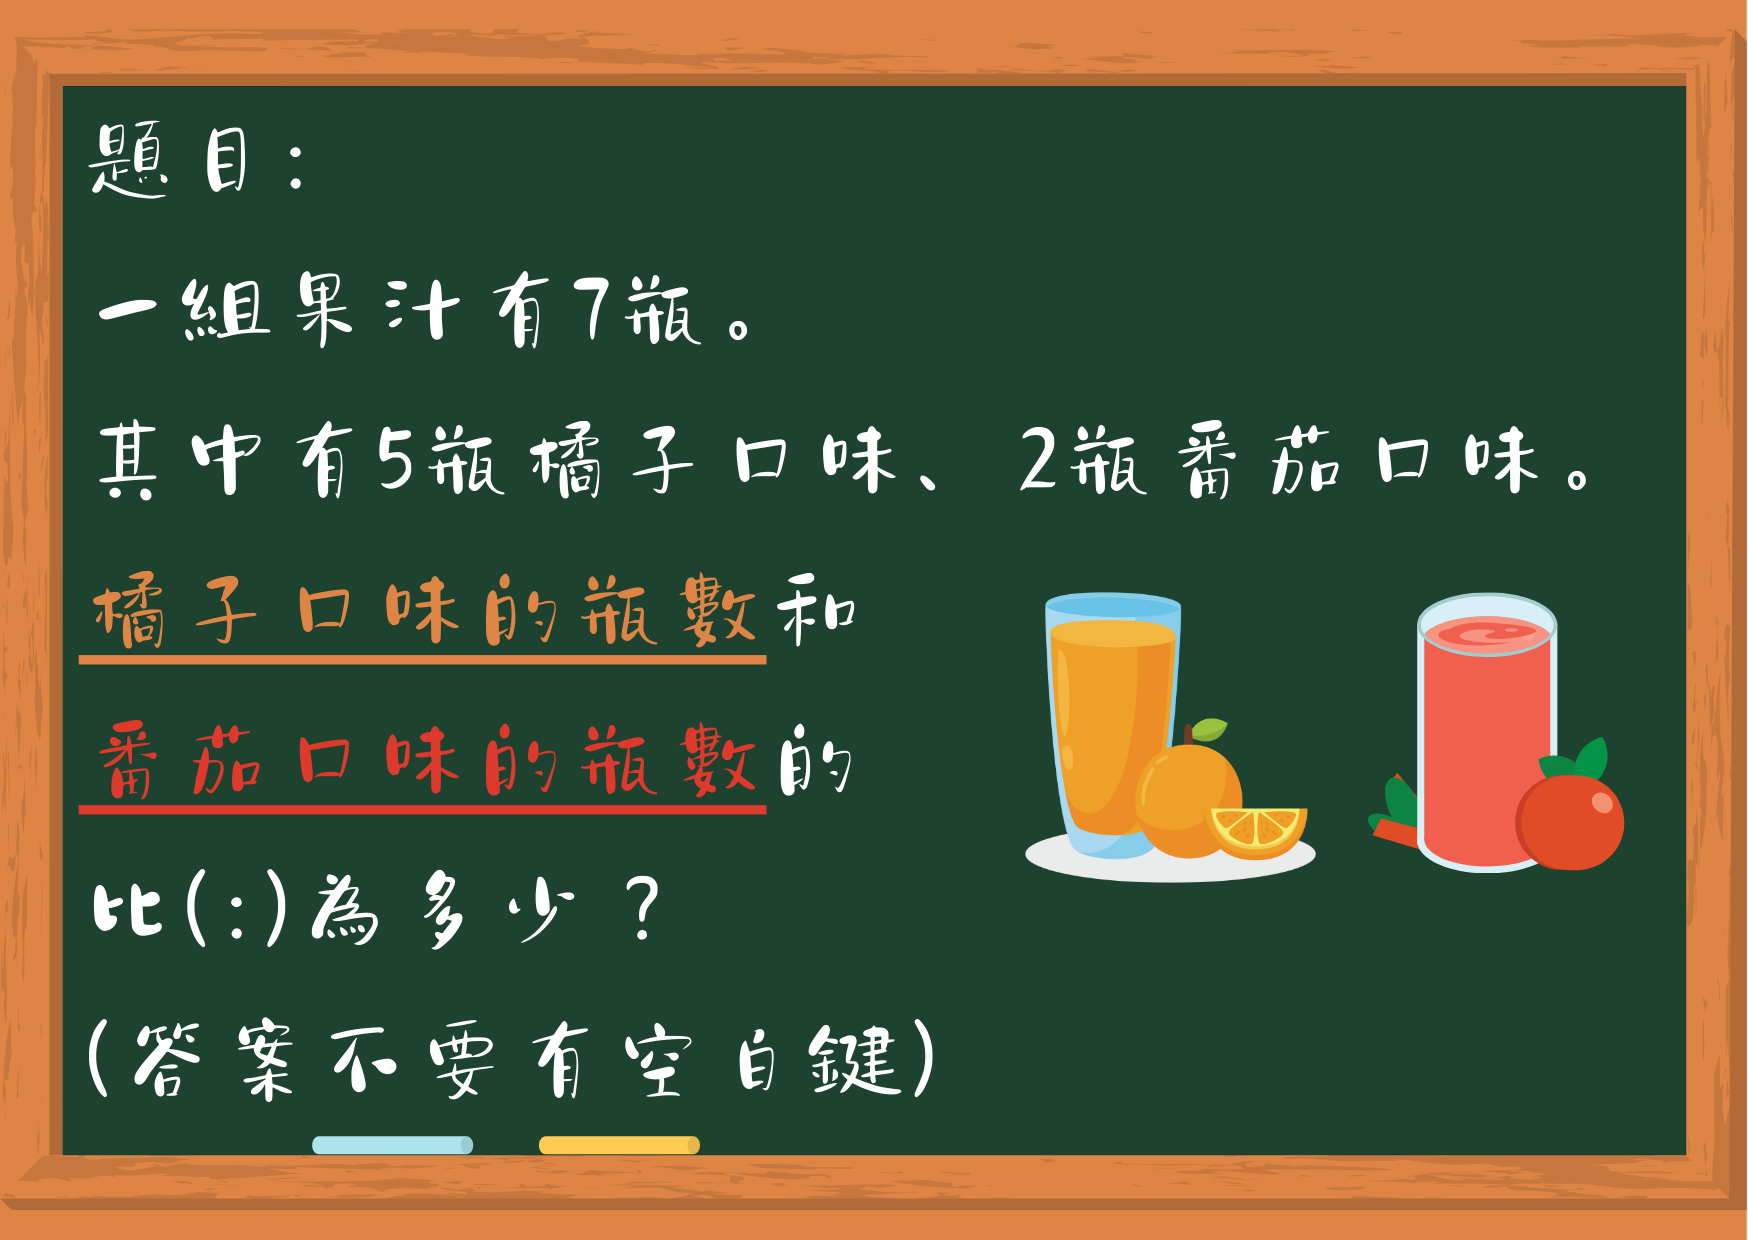 題目:
一組果汁有7瓶。
其中有5瓶橘子口味、2瓶番茄口味。
橘子口味的瓶數和
番茄口味的瓶數的
比(:)為多少?
(答案不要有空白鍵)